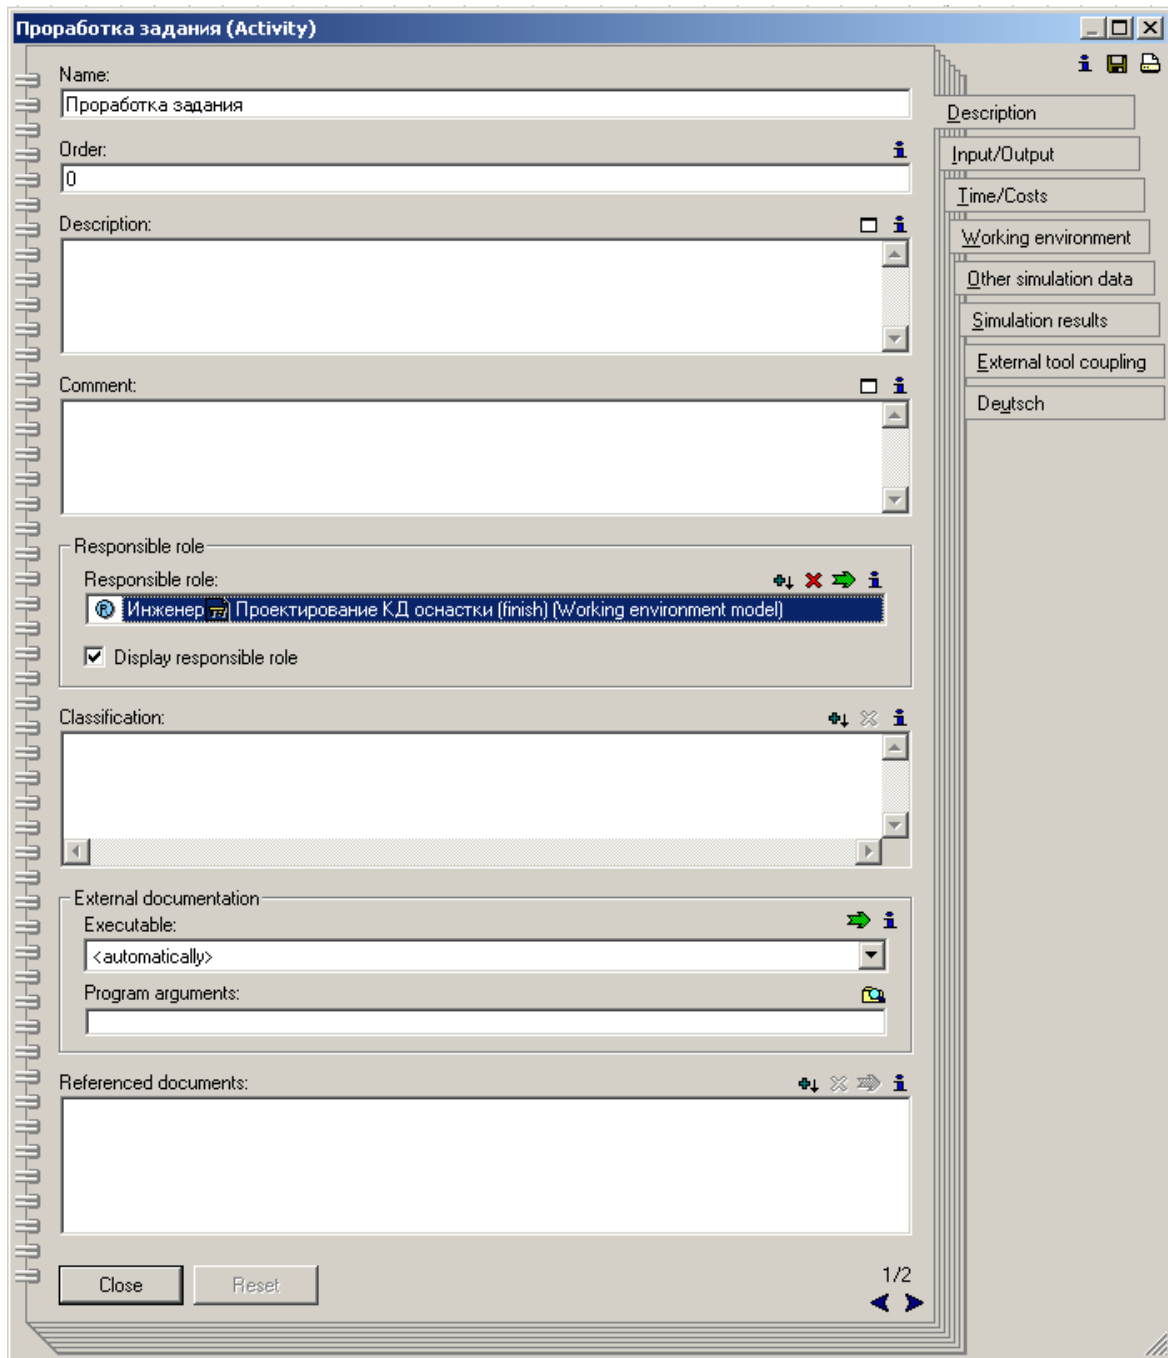 Проработка задания (Activity)
Name:
Проработка задания
Order:
0
Description:
Comment:
Responsible role
Responsible role:
Инженер Проектирование КД оснастки (finish) (Working environment model)
Display responsible role
Classification:
External documentation
Executable:
<automatically>
Program arguments:
Referenced documents:
Close
Reset
1/2
Description
Input/Output
Time/Costs
Working environment
Other simulation data
Simulation results
External tool coupling
Deutsch